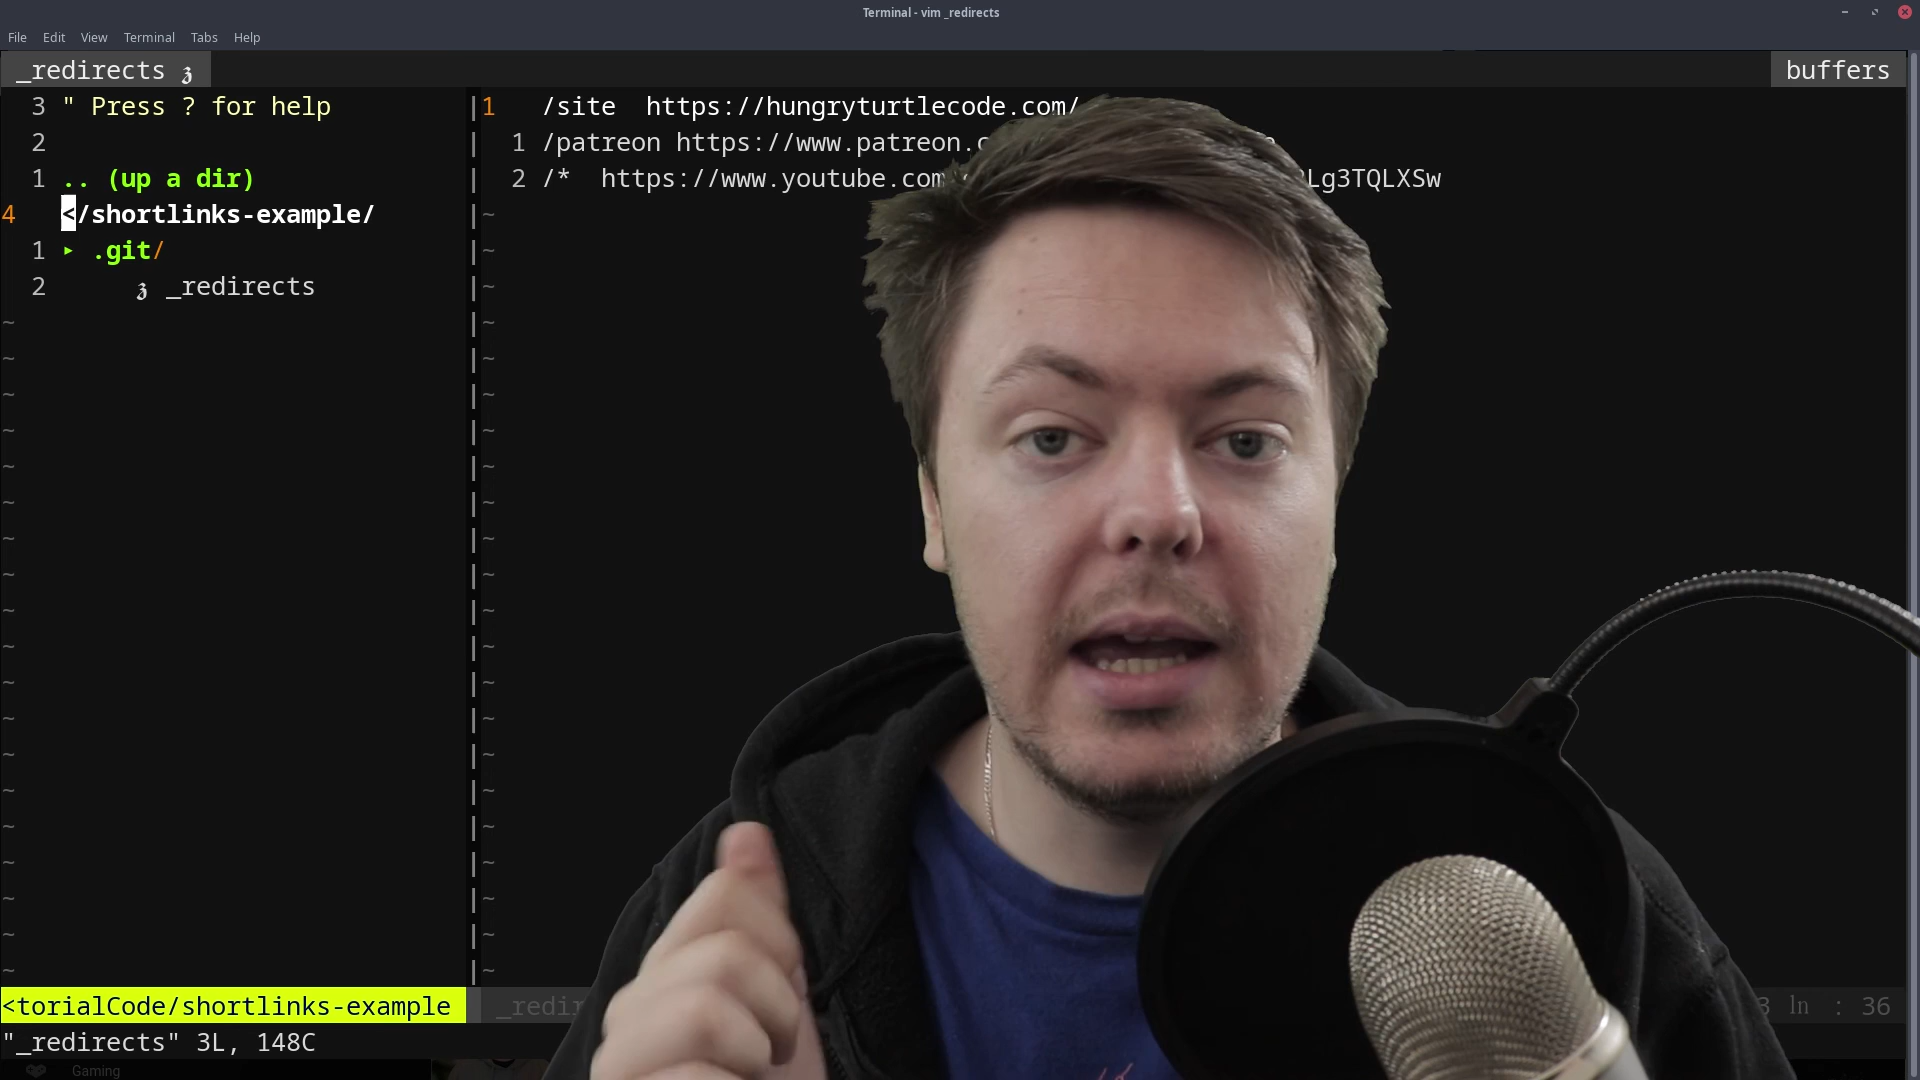 Terminal - vim _redirects
File Edit View Terminal Tabs Help
_redirects buffers
3 " Press ? for help
2
1 .. (up a dir)
4 </shortlinks-example/
1 ▸ .git/
2 _redirects
1 /site https://hungryturtlecode.com/
1 /patreon https://www.patreon.c
2 /* https://www.youtube.com Lg3TQLXSw
<torialCode/shortlinks-example _redir ln : 36
"_redirects" 3L, 148C
Gaming